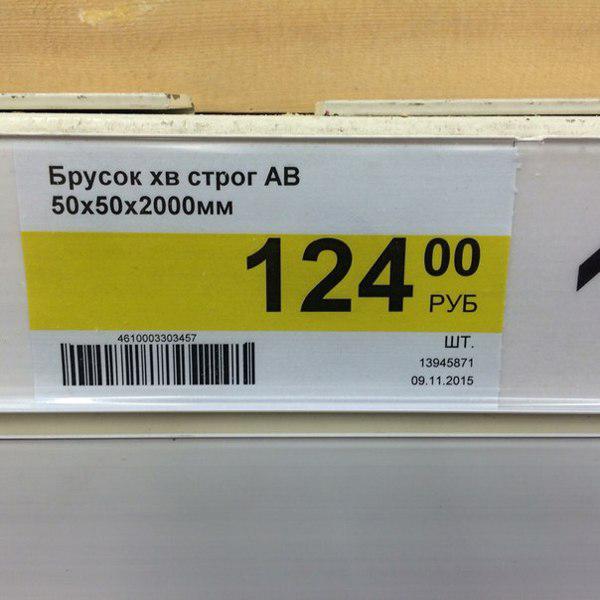 Брусок хв строг АВ
50х50х2000мм
124 00
РУБ
4610003303457
ШТ.
13945871
09.11.2015